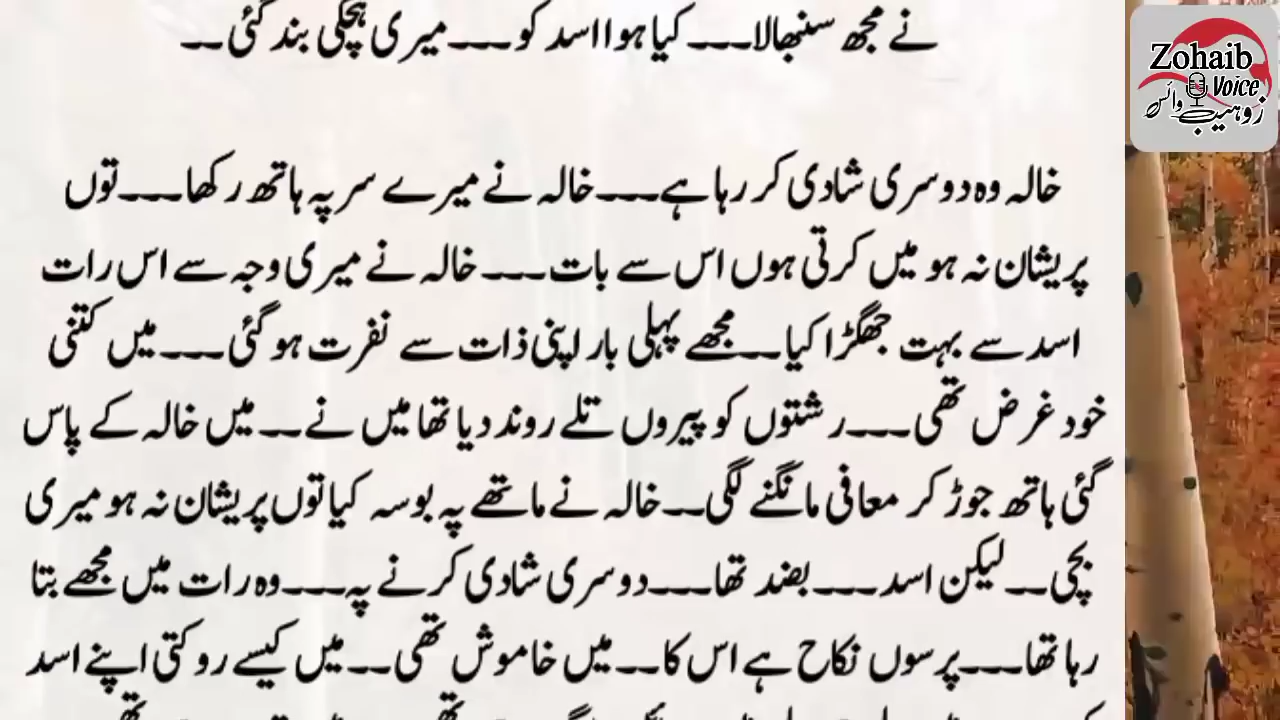 نے مجھ سنبھالا۔۔۔ کیا ہوا اسد کو۔۔۔میری ہچکی بند گئی۔۔
خالہ وہ دوسری شادی کر رہا ہے۔۔۔خالہ نے میرے سر پہ ہاتھ رکھا۔۔۔توں
پریشان نہ ہو میں کرتی ہوں اس سے بات۔۔۔خالہ نے میری وجہ سے اس رات
اسد سے بہت جھگڑا کیا۔۔مجھے پہلی بار اپنی ذات سے نفرت ہو گئی۔۔۔میں کتنی
خود غرض تھی۔۔۔رشتوں کو پیروں تلے روند دیا تھا میں نے۔۔میں خالہ کے پاس
گئی ہاتھ جوڑ کر معافی مانگنے لگی۔۔خالہ نے ماتھے پہ بوسہ کیا توں پریشان نہ ہو میری
بچی۔۔لیکن اسد۔۔۔بضد تھا۔۔۔دوسری شادی کرنے پہ۔۔۔وہ رات میں مجھے بتا
رہا تھا۔۔۔پرسوں نکاح ہے اس کا۔۔میں خاموش تھی۔۔میں کیسے روکتی اپنے اسد
Zohaib
Voice
زوہیب وائس